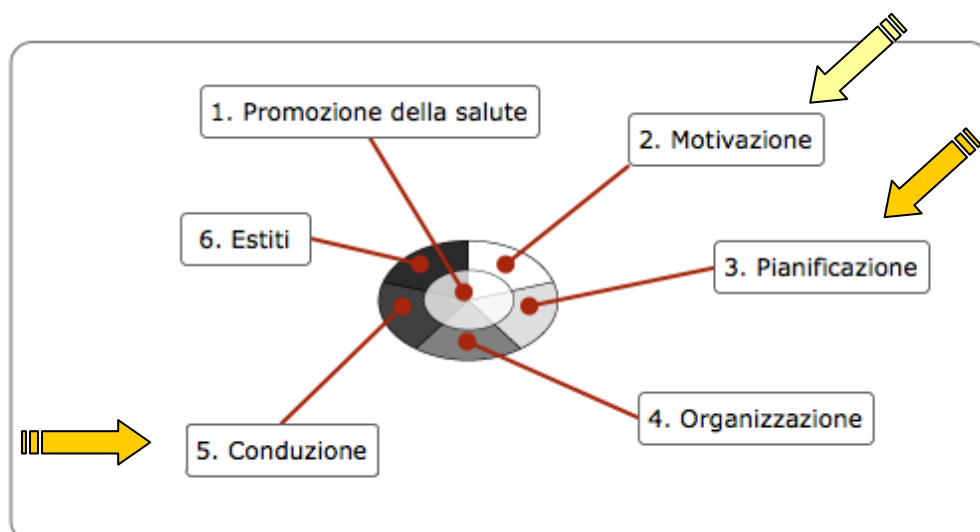 1. Promozione della salute
2. Motivazione
3. Pianificazione
4. Organizzazione
5. Conduzione
6. Estiti